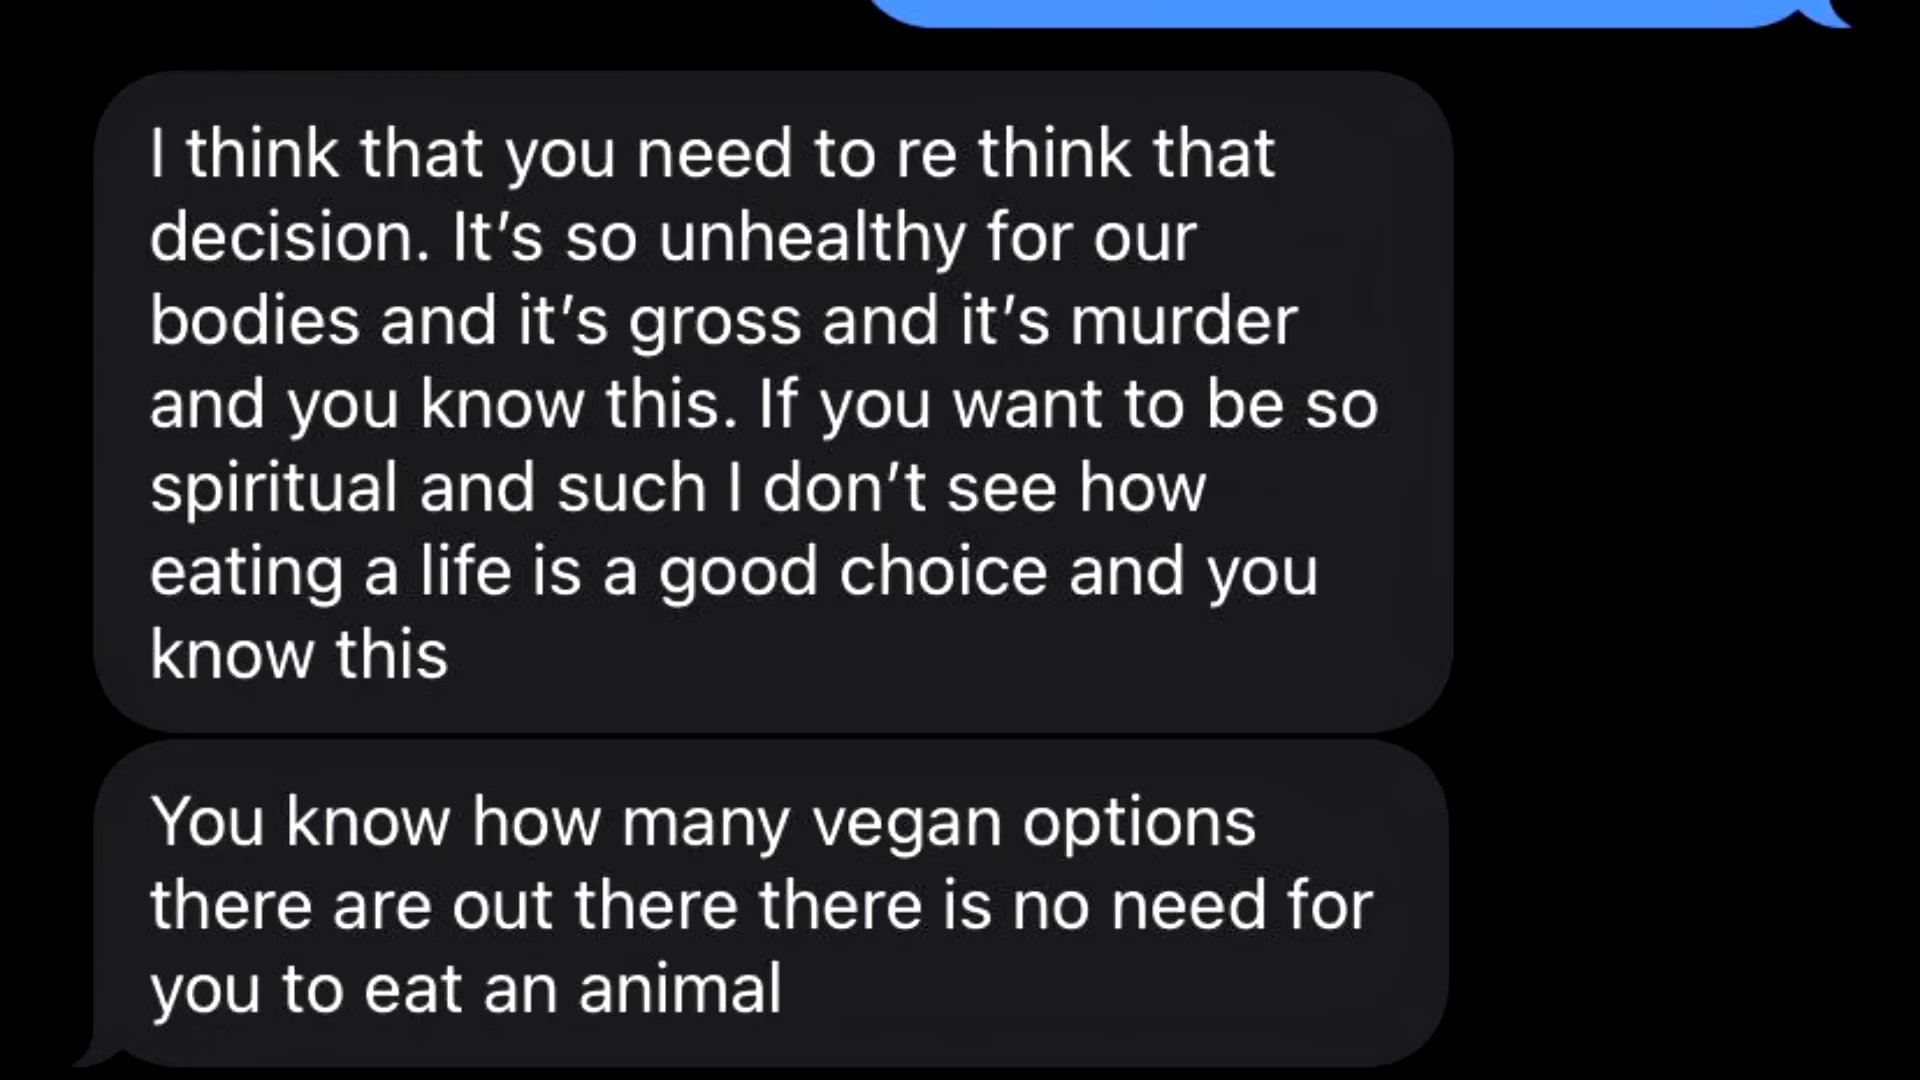 I think that you need to re think that
decision. It’s so unhealthy for our
bodies and it’s gross and it’s murder
and you know this. If you want to be so
spiritual and such I don’t see how
eating a life is a good choice and you
know this
You know how many vegan options
there are out there there is no need for
you to eat an animal